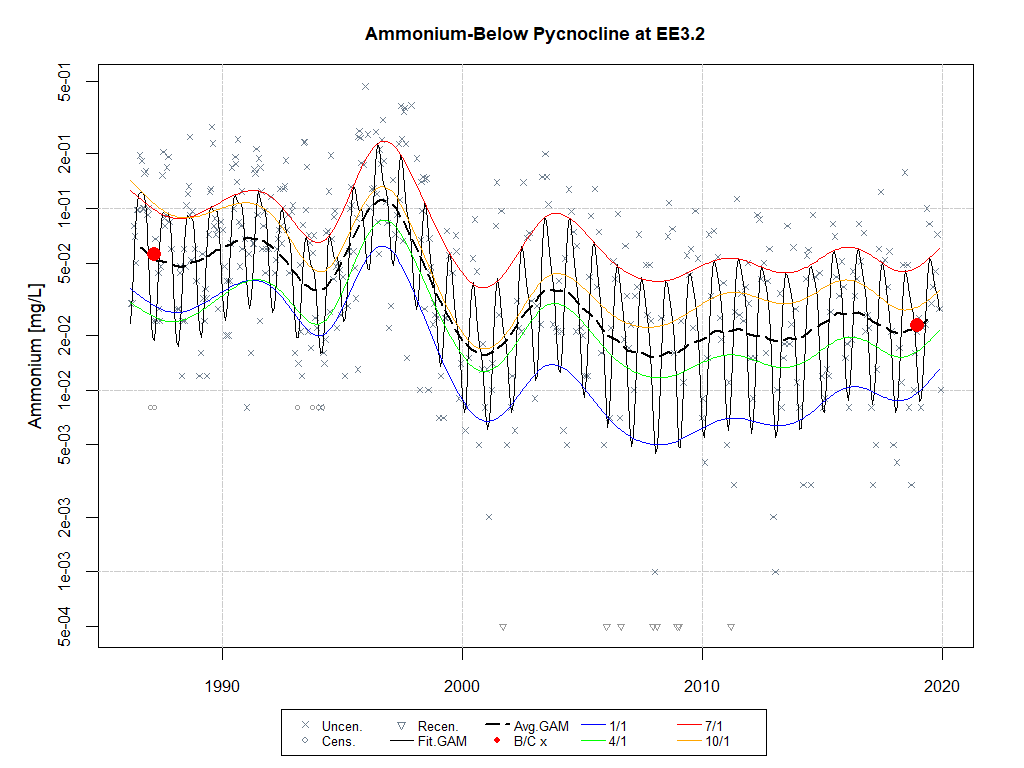 Ammonium-Below Pycnocline at EE3.2
Ammonium [mg/L]
5e-01
2e-01
1e-01
5e-02
2e-02
1e-02
5e-03
2e-03
1e-03
5e-04
1990 2000 2010 2020
Uncen. Recen. Avg.GAM 1/1 7/1
Cens. Fit.GAM B/C x 4/1 10/1